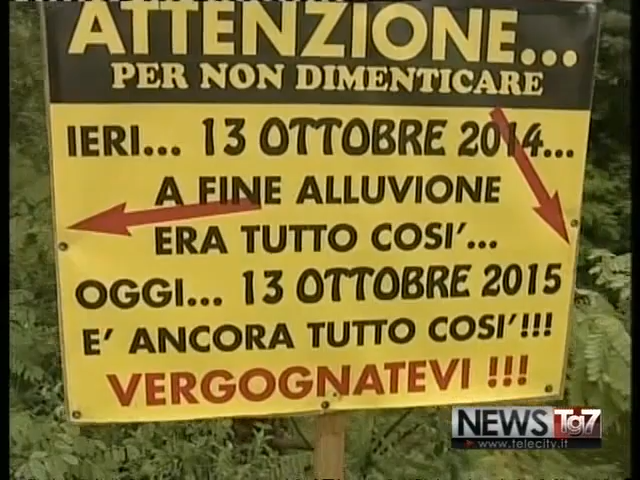 ATTENZIONE...
PER NON DIMENTICARE
IERI... 13 OTTOBRE 2014...
A FINE ALLUVIONE
ERA TUTTO COSI'...
OGGI... 13 OTTOBRE 2015
E' ANCORA TUTTO COSI'!!!
VERGOGNATEVI !!!
NEWS Tg7
www.telecity.it